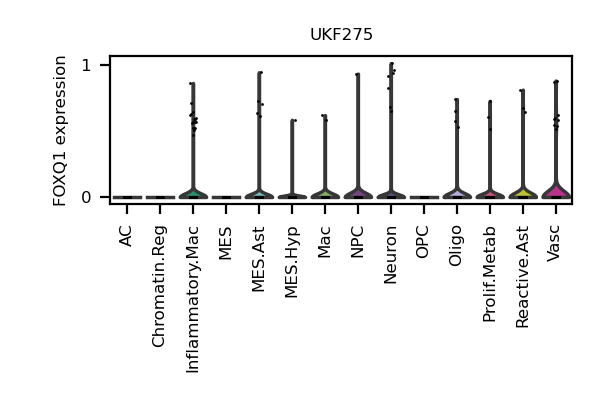 UKF275
FOXQ1 expression
1
0
AC
Chromatin.Reg
Inflammatory.Mac
MES
MES.Ast
MES.Hyp
Mac
NPC
Neuron
OPC
Oligo
Prolif.Metab
Reactive.Ast
Vasc